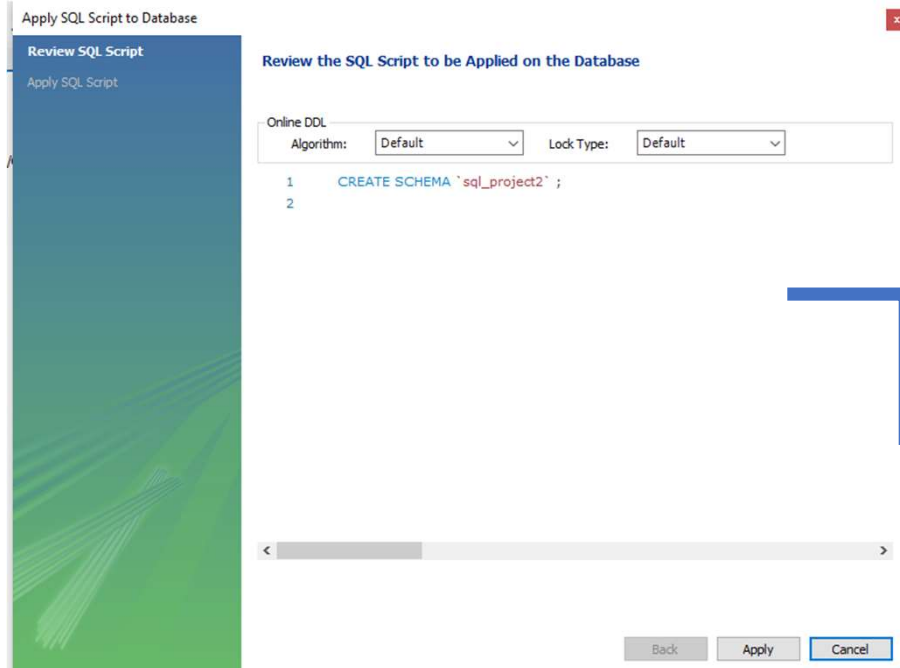 Apply SQL Script to Database
x
Review SQL Script
Apply SQL Script
Review the SQL Script to be Applied on the Database
Online DDL
Algorithm: Default Lock Type: Default
1 CREATE SCHEMA `sql_project2` ;
2
Back Apply Cancel